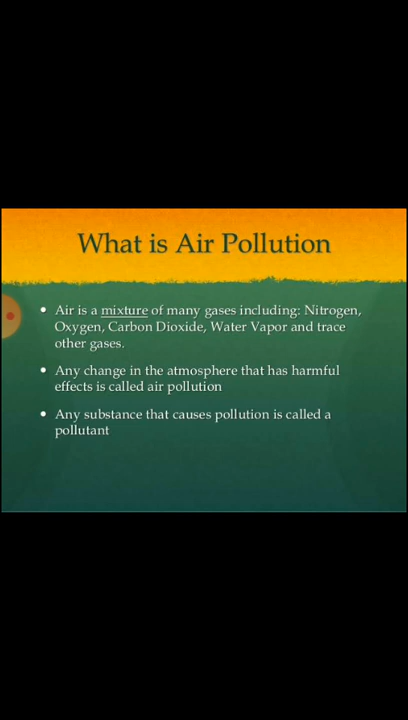 What is Air Pollution
• Air is a mixture of many gases including: Nitrogen,
Oxygen, Carbon Dioxide, Water Vapor and trace
other gases.
• Any change in the atmosphere that has harmful
effects is called air pollution
• Any substance that causes pollution is called a
pollutant